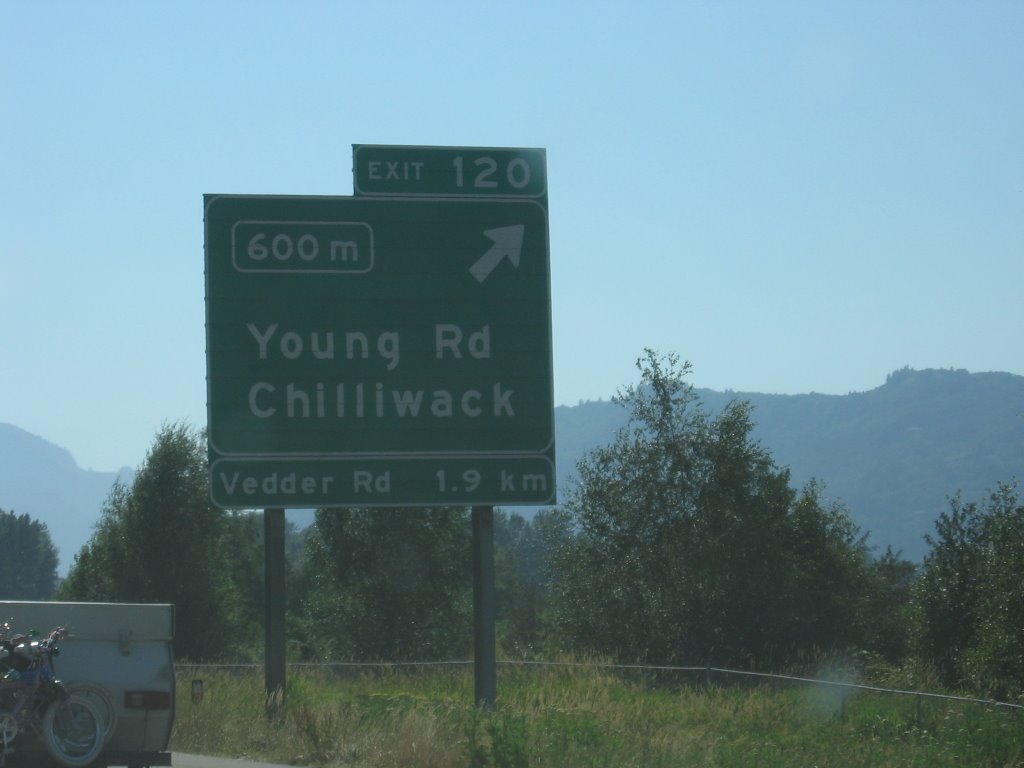 EXIT 120
600 m
Young Rd
Chilliwack
Vedder Rd 1.9 km